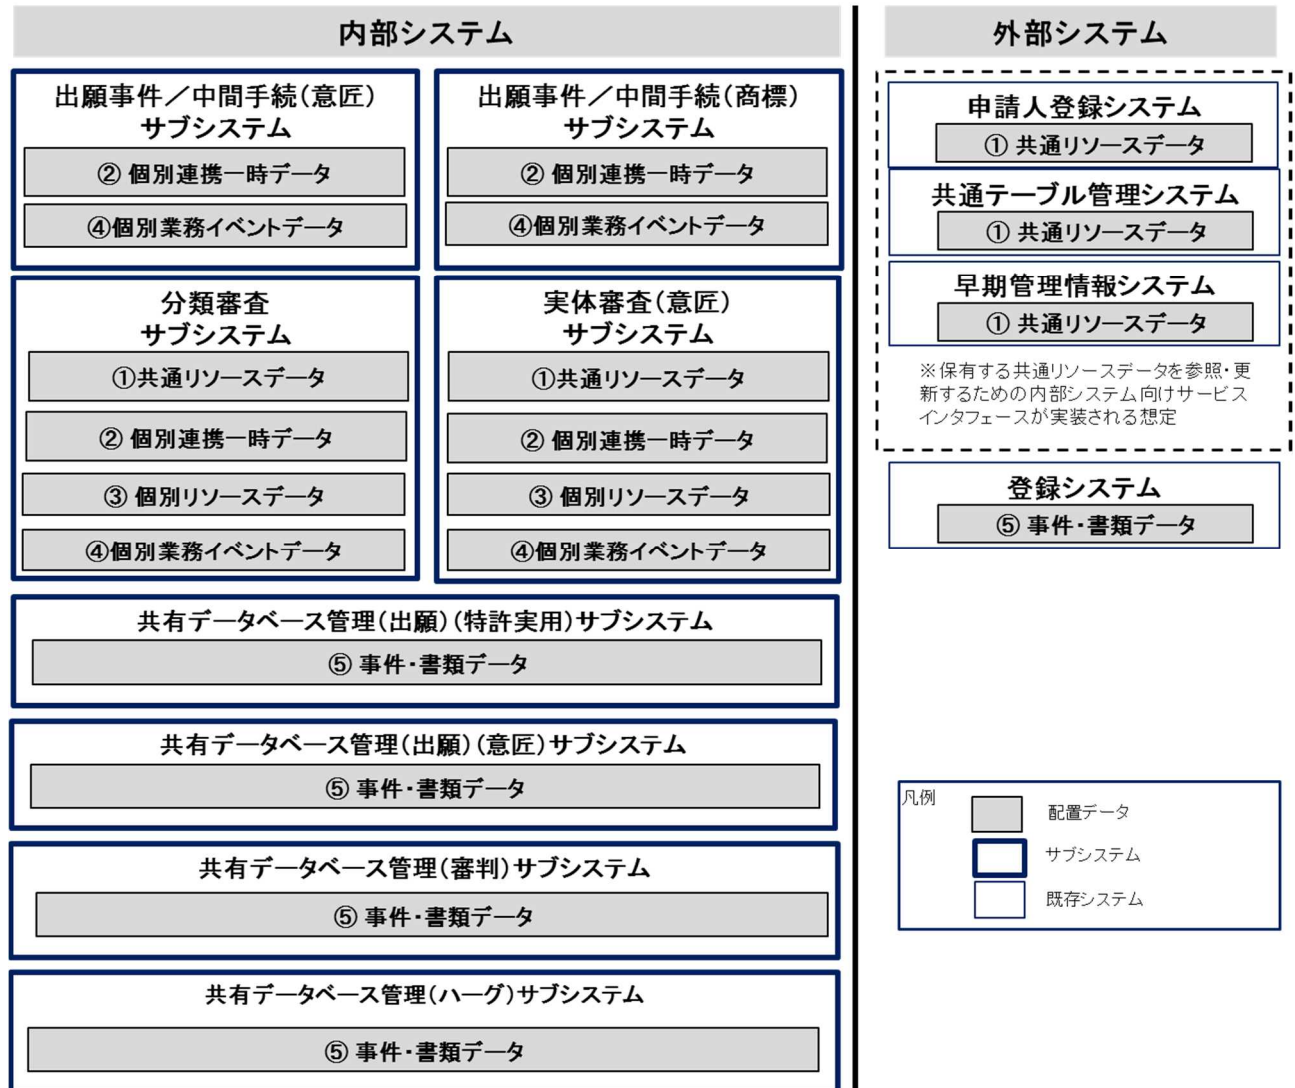 内部システム
出願事件／中間手続(意匠)
サブシステム
② 個別連携一時データ
④個別業務イベントデータ
出願事件／中間手続(商標)
サブシステム
② 個別連携一時データ
④個別業務イベントデータ
分類審査
サブシステム
①共通リソースデータ
② 個別連携一時データ
③ 個別リソースデータ
④個別業務イベントデータ
実体審査(意匠)
サブシステム
①共通リソースデータ
② 個別連携一時データ
③ 個別リソースデータ
④個別業務イベントデータ
共有データベース管理(出願)(特許実用)サブシステム
⑤ 事件・書類データ
共有データベース管理(出願)(意匠)サブシステム
⑤ 事件・書類データ
共有データベース管理(審判)サブシステム
⑤ 事件・書類データ
共有データベース管理(ハーグ)サブシステム
⑤ 事件・書類データ
外部システム
申請人登録システム
① 共通リソースデータ
共通テーブル管理システム
① 共通リソースデータ
早期管理情報システム
① 共通リソースデータ
※保有する共通リソースデータを参照・更
新するための内部システム向けサービス
インタフェースが実装される想定
登録システム
⑤ 事件・書類データ
凡例
配置データ
サブシステム
既存システム